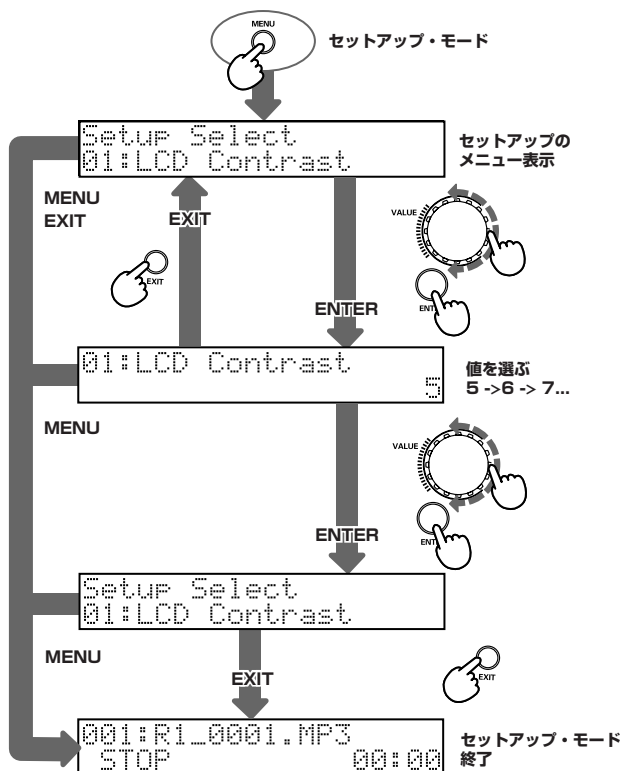 MENU
セットアップ・モード
Setup Select
01:LCD Contrast
セットアップの
メニュー表示
MENU
EXIT
EXIT
EXIT
VALUE
ENTER
01:LCD Contrast
5
値を選ぶ
5 ->6 -> 7...
MENU
VALUE
ENTER
Setup Select
01:LCD Contrast
MENU
EXIT
EXIT
001:R1_0001.MP3
STOP 00:00
セットアップ・モード
終了